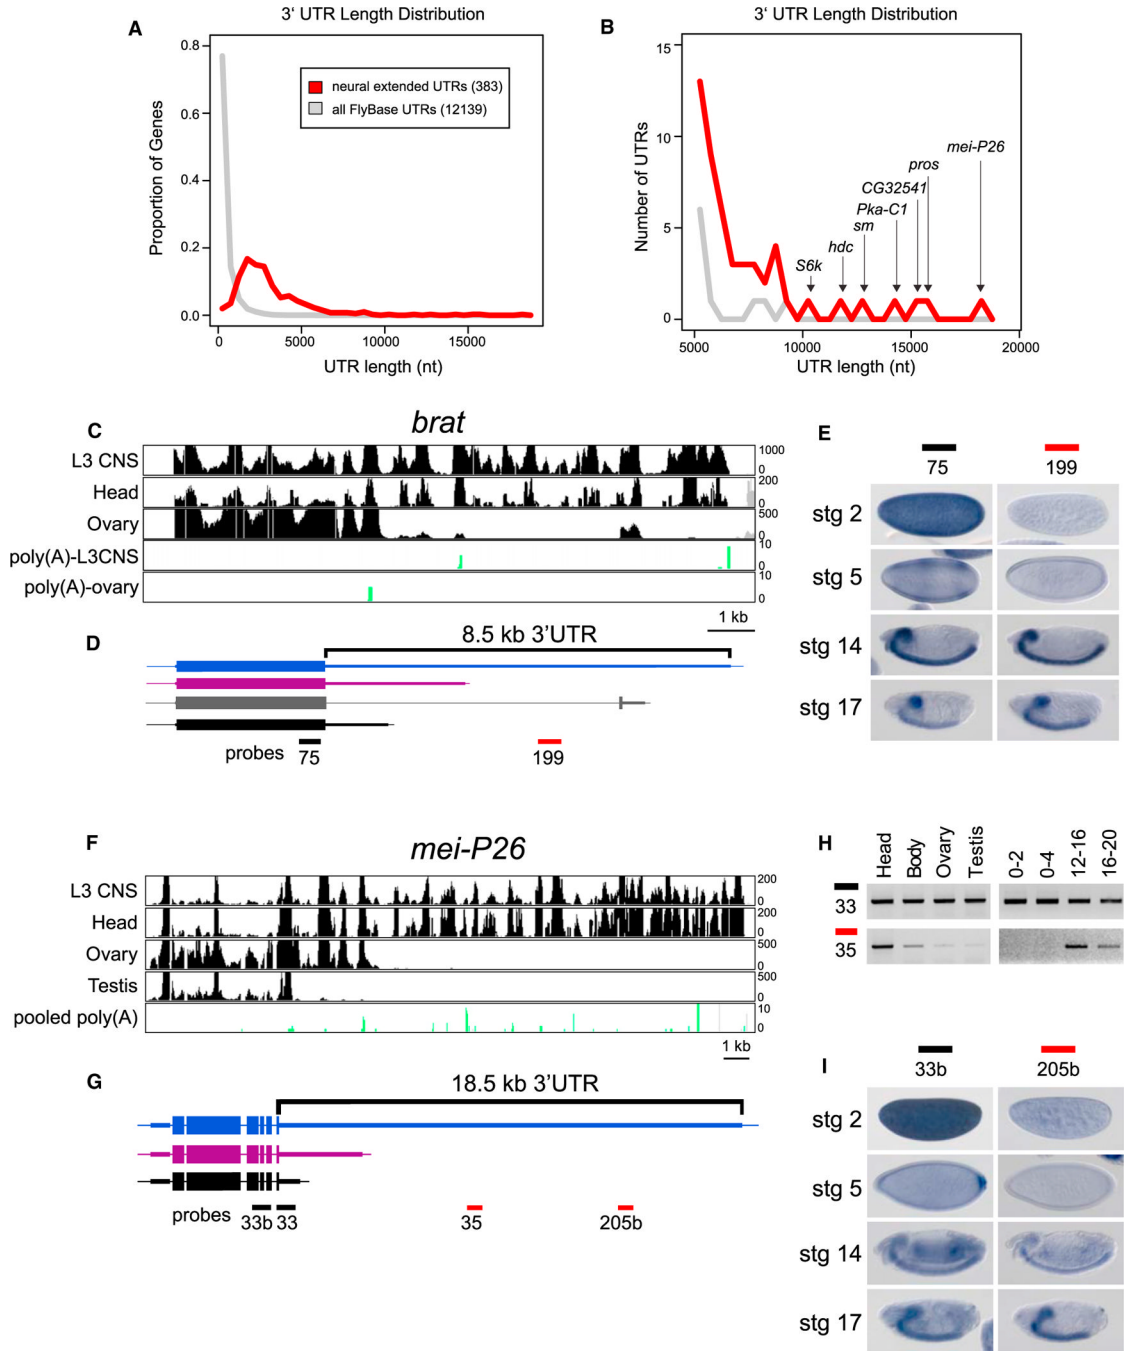 A
3‘ UTR Length Distribution
Proportion of Genes
0.8
0.6
0.4
0.2
0.0
neural extended UTRs (383)
all FlyBase UTRs (12139)
0 5000 10000 15000
UTR length (nt)
B
3‘ UTR Length Distribution
Number of UTRs
15
10
5
0
S6k
hdc
sm
Pka-C1
CG32541
pros
mei-P26
5000 10000 15000 20000
UTR length (nt)
C
brat
L3 CNS 1000 0
Head 200 0
Ovary 500 0
poly(A)-L3CNS 10 0
poly(A)-ovary 10 0
1 kb
D
8.5 kb 3’UTR
probes 75 199
E
75 199
stg 2
stg 5
stg 14
stg 17
F
mei-P26
L3 CNS 200 0
Head 200 0
Ovary 500 0
Testis 500 0
pooled poly(A) 10 0
1 kb
G
18.5 kb 3’UTR
probes 33b 33 35 205b
H
Head Body Ovary Testis 0-2 0-4 12-16 16-20
33
35
I
33b 205b
stg 2
stg 5
stg 14
stg 17